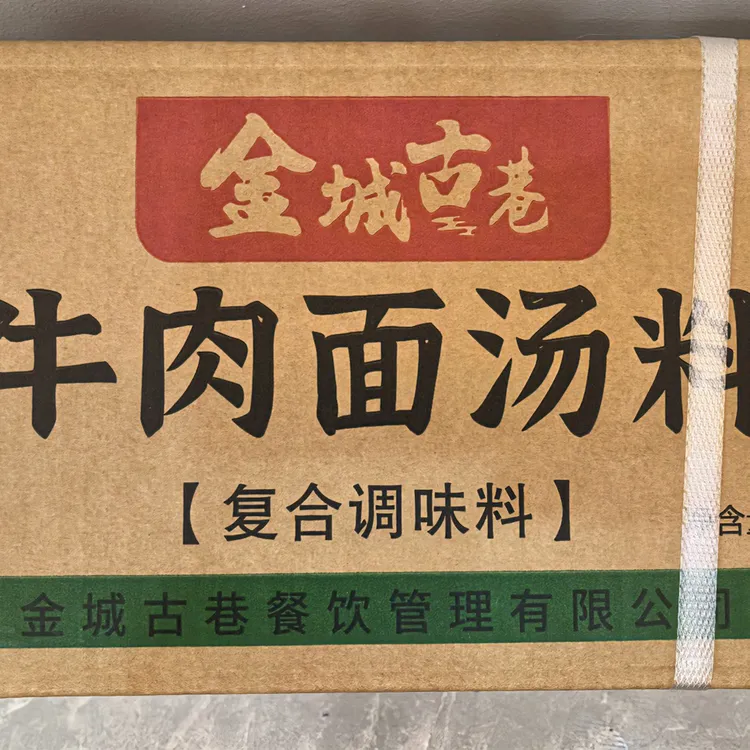 金城古巷
牛肉面汤料
【复合调味料】
含
金城古巷餐饮管理有限公司